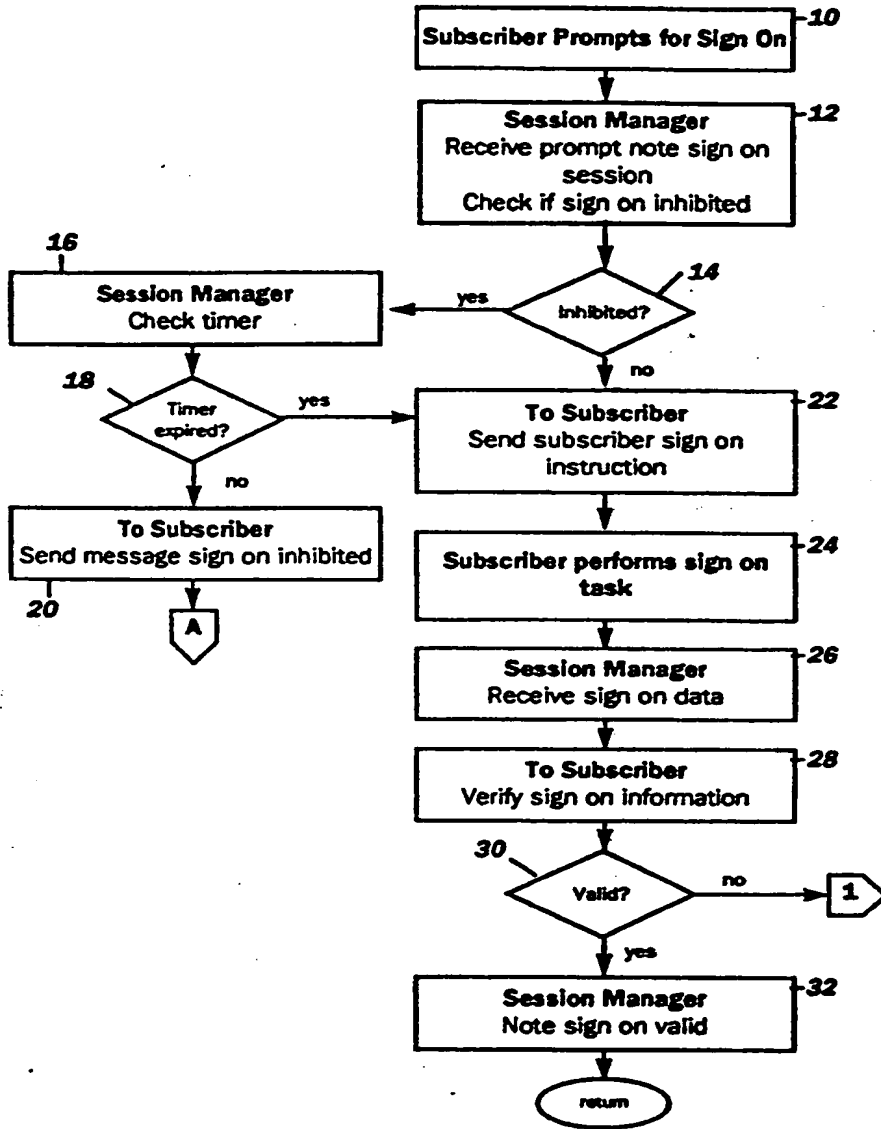 10
Subscriber Prompts for Sign On
12
Session Manager
Receive prompt note sign on
session
Check if sign on inhibited
14
Inhibited?
yes
no
16
Session Manager
Check timer
18
Timer
expired?
yes
no
To Subscriber
Send message sign on inhibited
20
A
22
To Subscriber
Send subscriber sign on
instruction
24
Subscriber performs sign on
task
26
Session Manager
Receive sign on data
28
To Subscriber
Verify sign on information
30
Valid?
no
1
yes
32
Session Manager
Note sign on valid
return